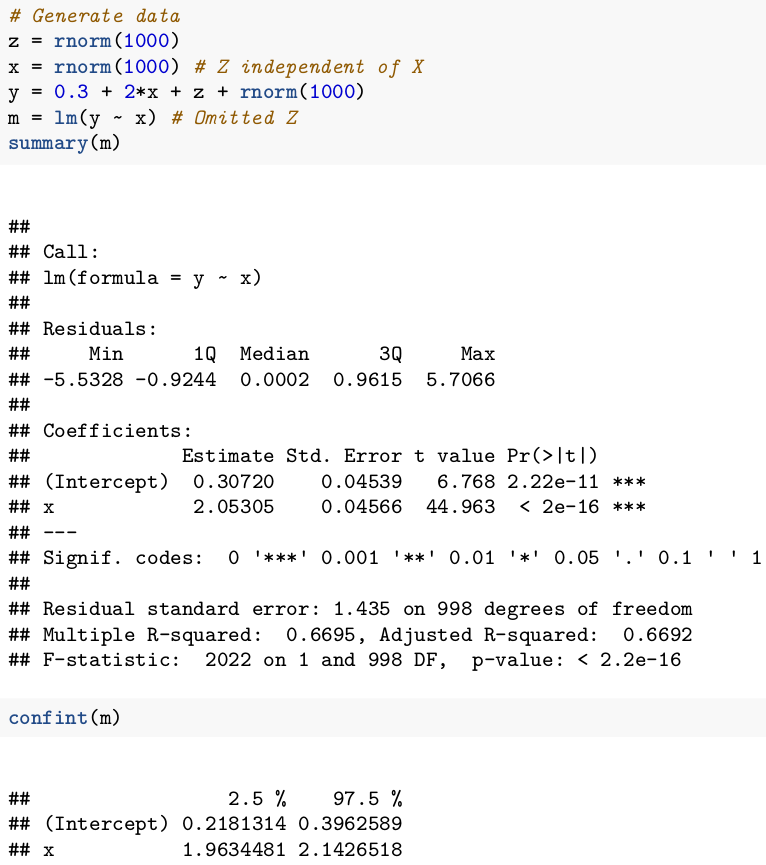 # Generate data
z = rnorm(1000)
x = rnorm(1000) # Z independent of X
y = 0.3 + 2*x + z + rnorm(1000)
m = lm(y ~ x) # Omitted Z
summary(m)
##
## Call:
## lm(formula = y ~ x)
##
## Residuals:
##     Min      1Q  Median      3Q     Max
## -5.5328 -0.9244  0.0002  0.9615  5.7066
##
## Coefficients:
##             Estimate Std. Error t value Pr(>|t|)
## (Intercept)  0.30720    0.04539   6.768 2.22e-11 ***
## x            2.05305    0.04566  44.963  < 2e-16 ***
## ---
## Signif. codes:  0 '***' 0.001 '**' 0.01 '*' 0.05 '.' 0.1 ' ' 1
##
## Residual standard error: 1.435 on 998 degrees of freedom
## Multiple R-squared:  0.6695, Adjusted R-squared:  0.6692
## F-statistic:  2022 on 1 and 998 DF,  p-value: < 2.2e-16
confint(m)
##                 2.5 %    97.5 %
## (Intercept) 0.2181314 0.3962589
## x           1.9634481 2.1426518